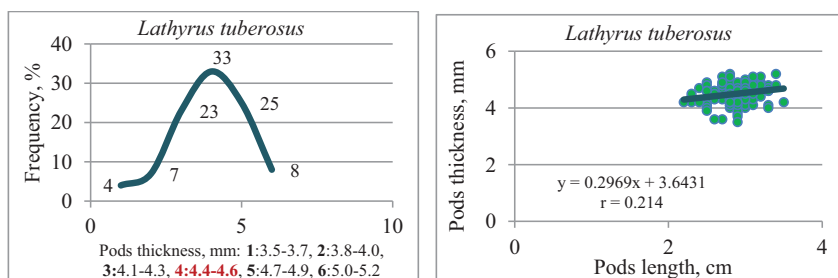 Lathyrus tuberosus
40
30
20
10
0
Frequency, %
4
7
23
33
25
8
0
5
10
Pods thickness, mm: 1:3.5-3.7, 2:3.8-4.0,
3:4.1-4.3, 4:4.4-4.6, 5:4.7-4.9, 6:5.0-5.2
Lathyrus tuberosus
6
4
2
0
Pods thickness, mm
y = 0.2969x + 3.6431
r = 0.214
0
2
4
Pods length, cm